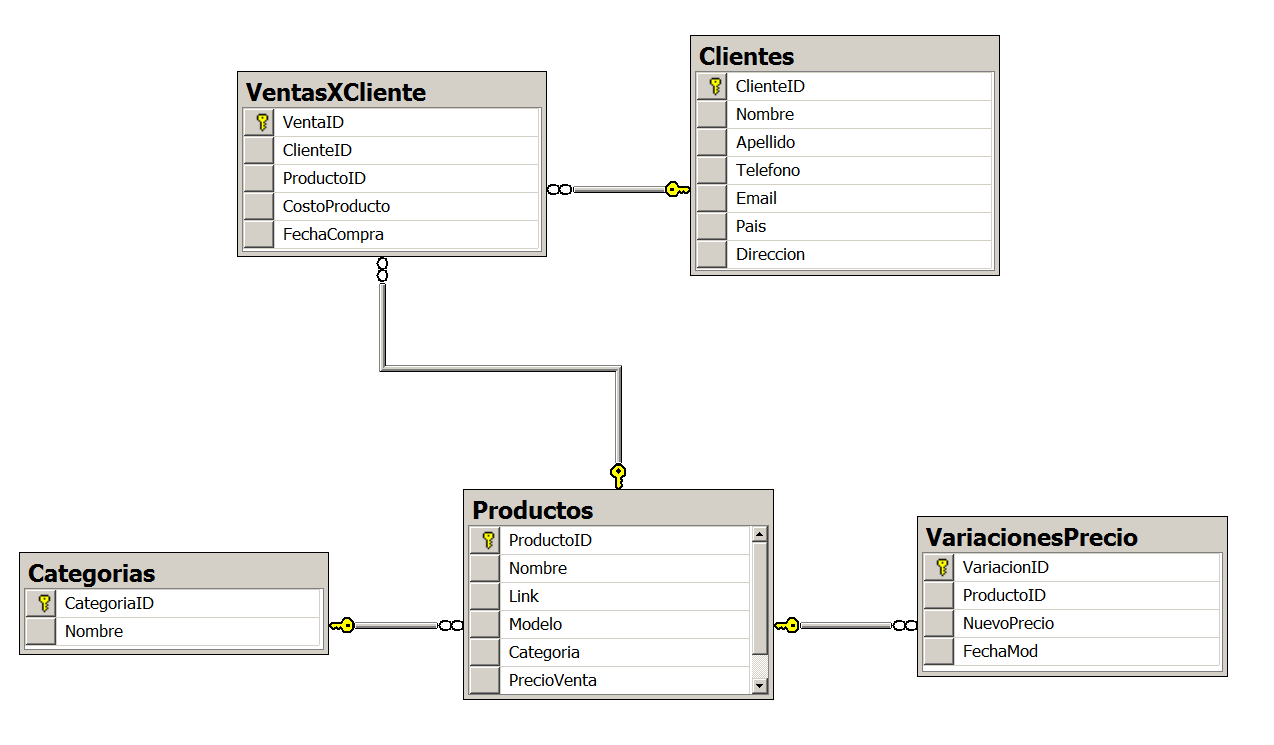 Clientes
ClienteID
Nombre
Apellido
Telefono
Email
Pais
Direccion
VentasXCliente
VentaID
ClienteID
ProductoID
CostoProducto
FechaCompra
Productos
ProductoID
Nombre
Link
Modelo
Categoria
PrecioVenta
VariacionesPrecio
VariacionID
ProductoID
NuevoPrecio
FechaMod
Categorias
CategoriaID
Nombre